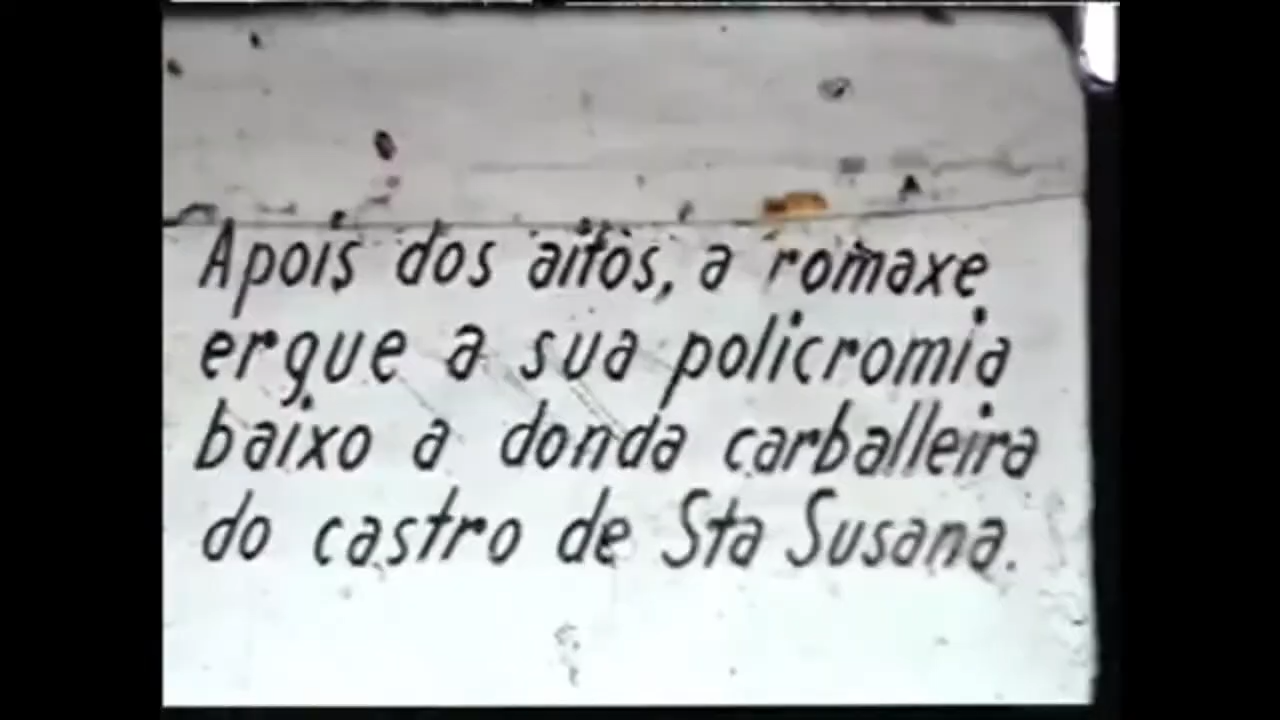 Apois dos aitos, a romaxe
ergue a sua policromia
baixo a donda carballeira
do castro de Sta Susana.